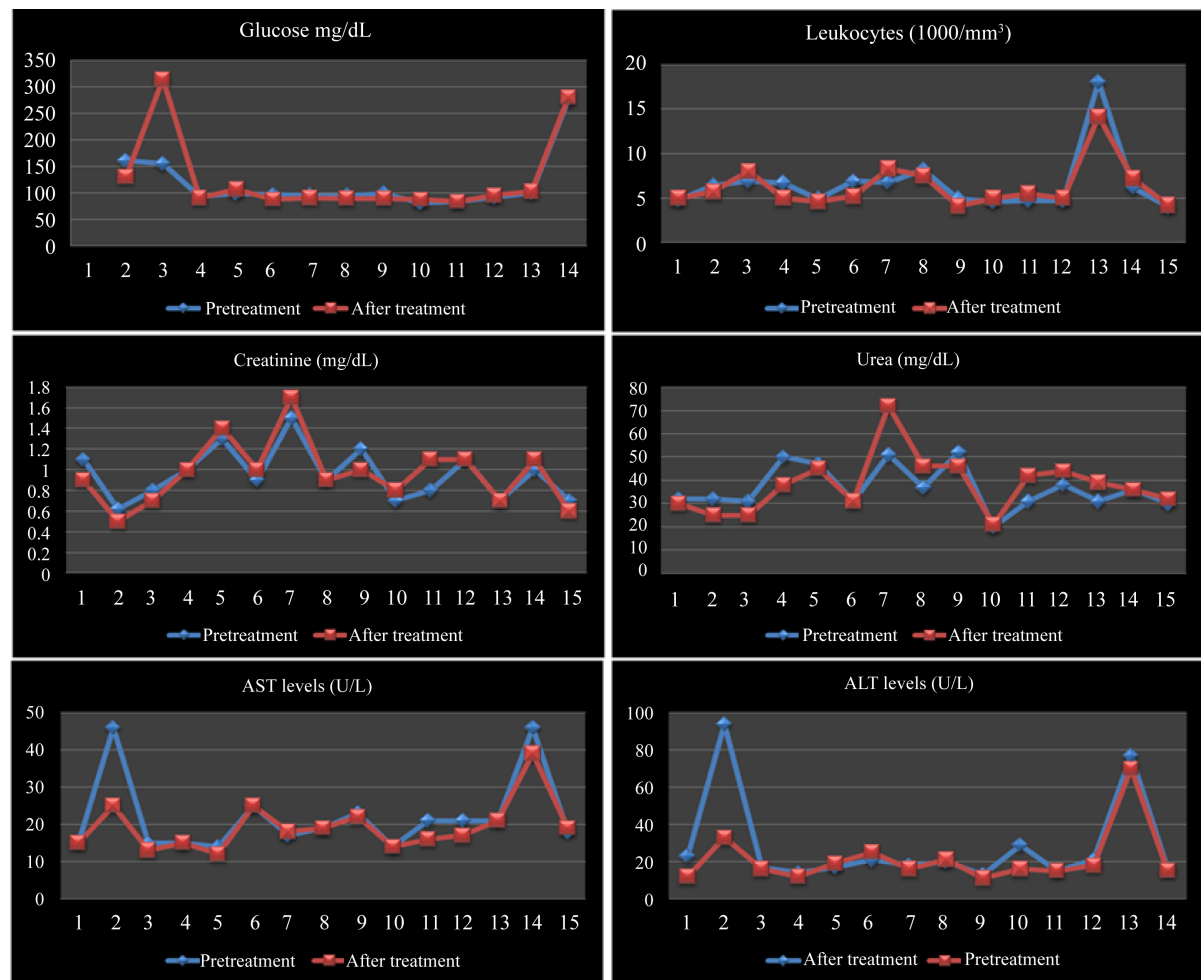 Glucose mg/dL
350
300
250
200
150
100
50
0
1 2 3 4 5 6 7 8 9 10 11 12 13 14
Pretreatment After treatment
Leukocytes (1000/mm³)
20
15
10
5
0
1 2 3 4 5 6 7 8 9 10 11 12 13 14 15
Pretreatment After treatment
Creatinine (mg/dL)
1.8
1.6
1.4
1.2
1
0.8
0.6
0.4
0.2
0
1 2 3 4 5 6 7 8 9 10 11 12 13 14 15
Pretreatment After treatment
Urea (mg/dL)
80
70
60
50
40
30
20
10
0
1 2 3 4 5 6 7 8 9 10 11 12 13 14 15
Pretreatment After treatment
AST levels (U/L)
50
40
30
20
10
0
1 2 3 4 5 6 7 8 9 10 11 12 13 14 15
Pretreatment After treatment
ALT levels (U/L)
100
80
60
40
20
0
1 2 3 4 5 6 7 8 9 10 11 12 13 14
After treatment Pretreatment